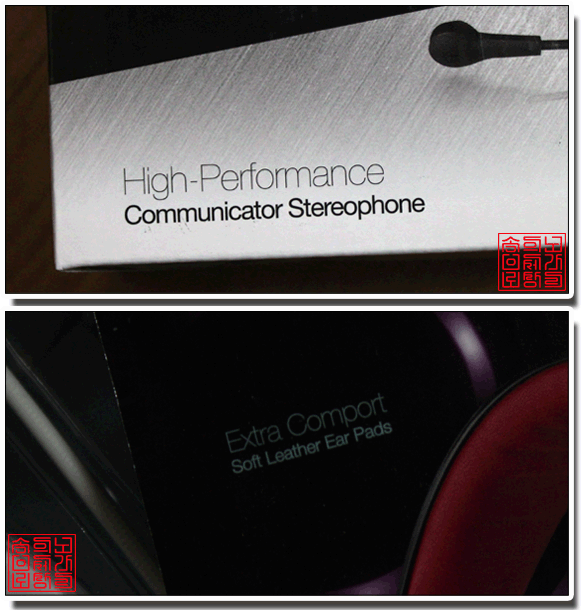 High-Performance
Communicator Stereophone
Extra Comport
Soft Leather Ear Pads